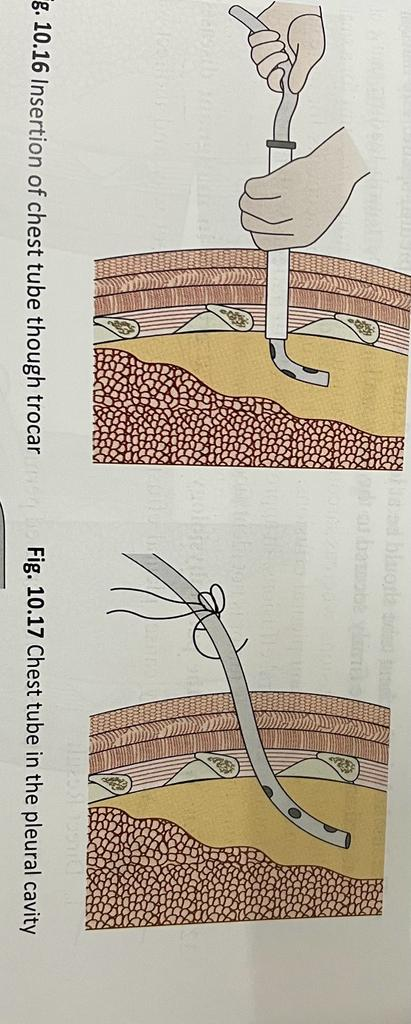 g. 10.16 Insertion of chest tube though trocar
Fig. 10.17 Chest tube in the pleural cavity